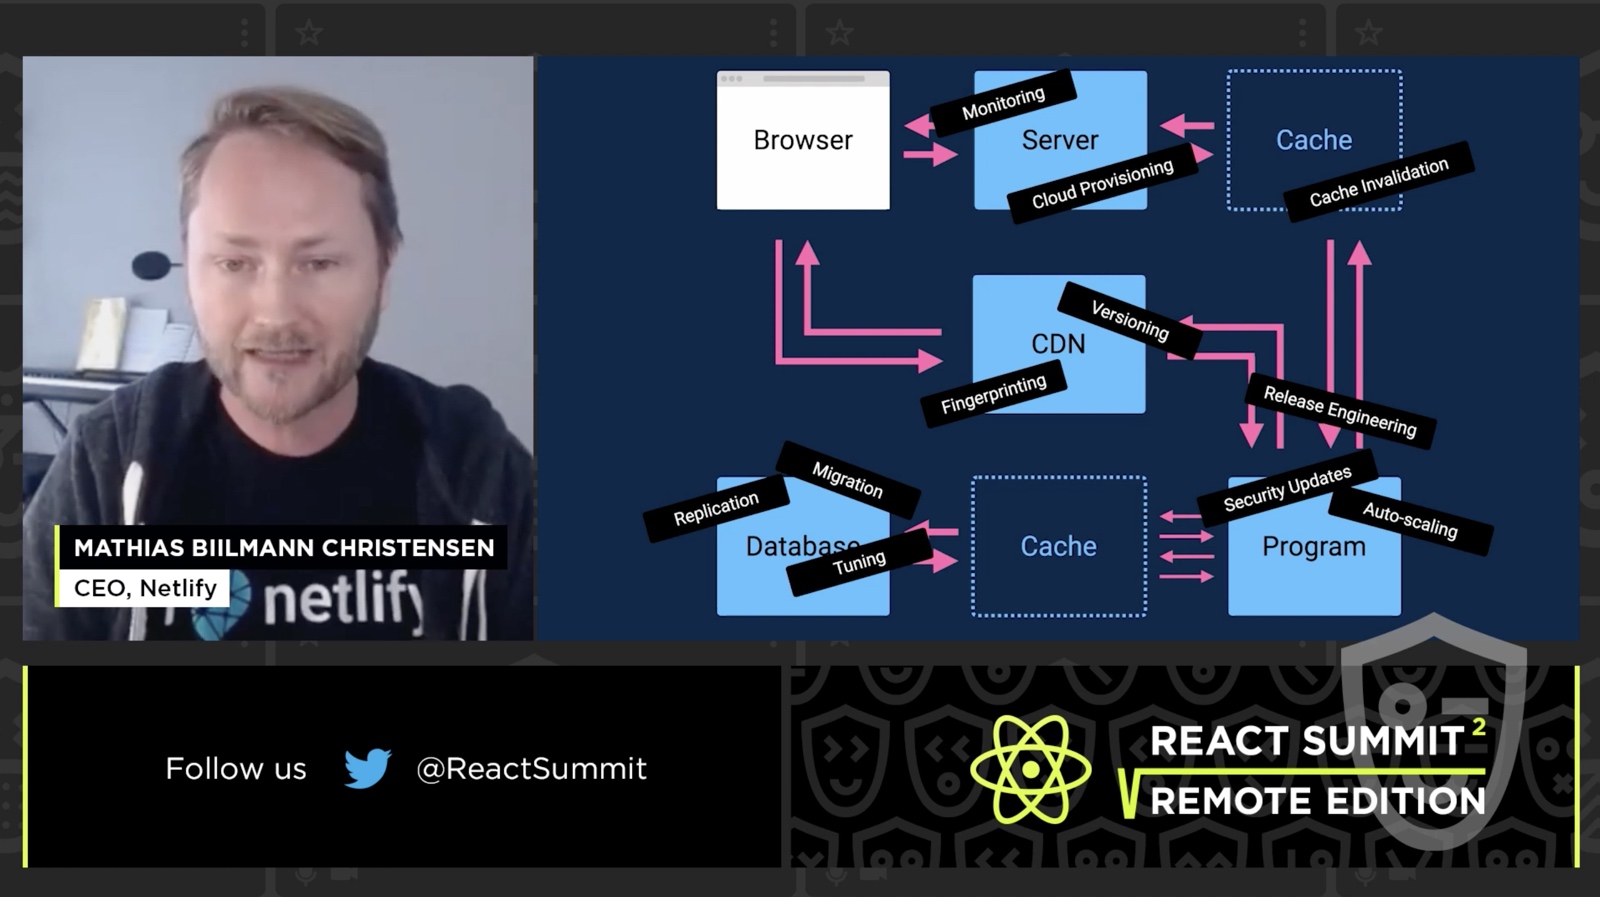 Browser
Monitoring
Server
Cloud Provisioning
Cache
Cache Invalidation
Versioning
CDN
Fingerprinting
Release Engineering
Migration
Replication
Database
Tuning
Cache
Security Updates
Auto-scaling
Program
MATHIAS BIILMANN CHRISTENSEN
CEO, Netlify
netlify
Follow us @ReactSummit
REACT SUMMIT 2
REMOTE EDITION